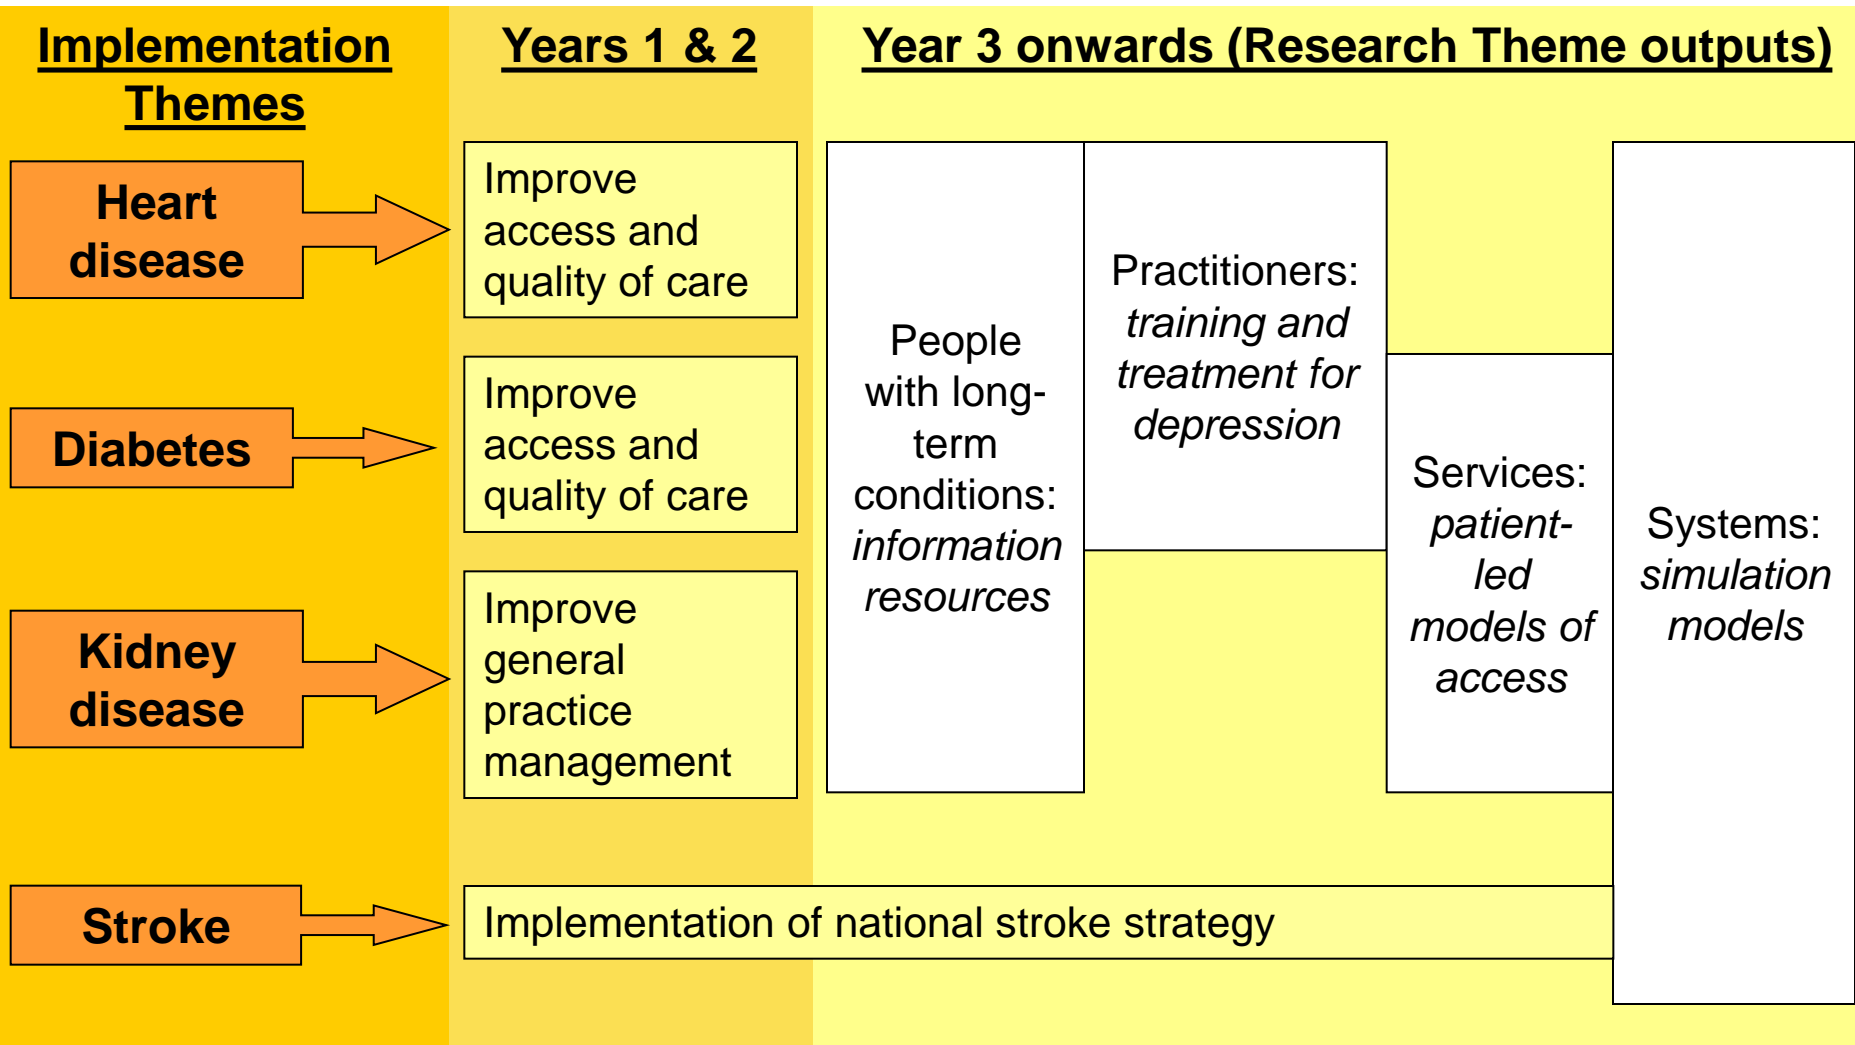 Implementation
Themes
Years 1 & 2
Year 3 onwards (Research Theme outputs)
Heart
disease
Improve
access and
quality of care
Diabetes
Improve
access and
quality of care
Kidney
disease
Improve
general
practice
management
Stroke
Implementation of national stroke strategy
People
with long-
term
conditions:
information
resources
Practitioners:
training and
treatment for
depression
Services:
patient-
led
models of
access
Systems:
simulation
models